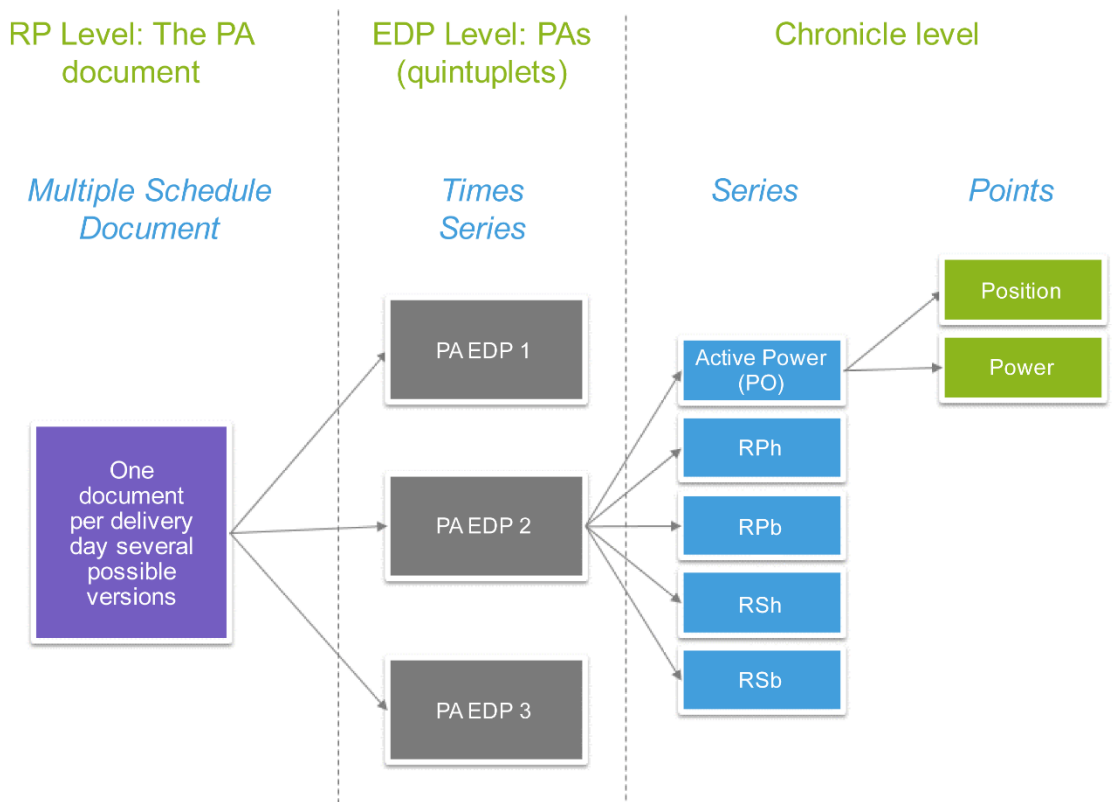 RP Level: The PA
document
EDP Level: PAs
(quintuplets)
Chronicle level
Multiple Schedule
Document
Times
Series
Series
Points
One
document
per delivery
day several
possible
versions
PA EDP 1
PA EDP 2
PA EDP 3
Active Power
(PO)
RPh
RPb
RSh
RSb
Position
Power